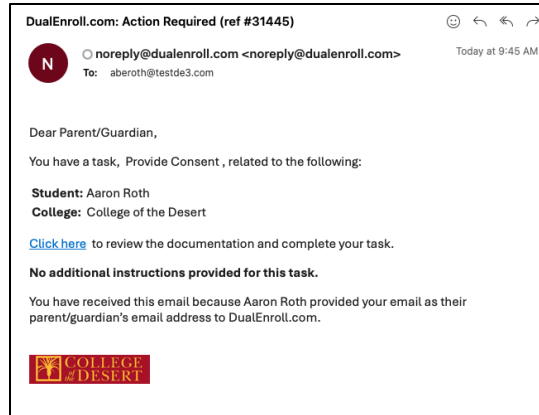 DualEnroll.com: Action Required (ref #31445)
N
noreply@dualenroll.com <noreply@dualenroll.com>
Today at 9:45 AM
To: aberoth@testde3.com
Dear Parent/Guardian,
You have a task, Provide Consent , related to the following:
Student: Aaron Roth
College: College of the Desert
Click here to review the documentation and complete your task.
No additional instructions provided for this task.
You have received this email because Aaron Roth provided your email as their
parent/guardian's email address to DualEnroll.com.
COLLEGE
of the DESERT